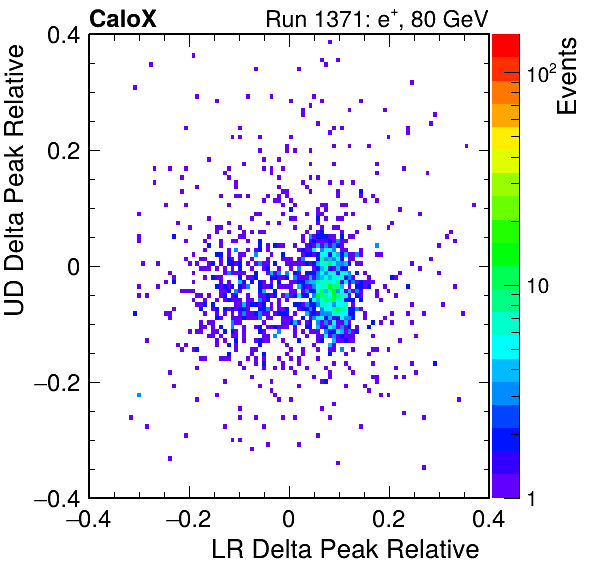 CaloX Run 1371: e⁺, 80 GeV
UD Delta Peak Relative
0.4
0.2
0
−0.2
−0.4
−0.4 −0.2 0 0.2 0.4
LR Delta Peak Relative
Events
10²
10
1